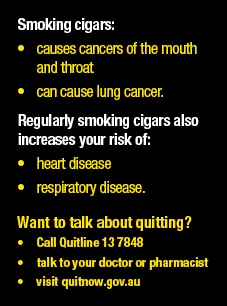 Smoking cigars:
• causes cancers of the mouth
and throat
• can cause lung cancer.
Regularly smoking cigars also
increases your risk of:
• heart disease
• respiratory disease.
Want to talk about quitting?
• Call Quitline 13 7848
• talk to your doctor or pharmacist
• visit quitnow.gov.au